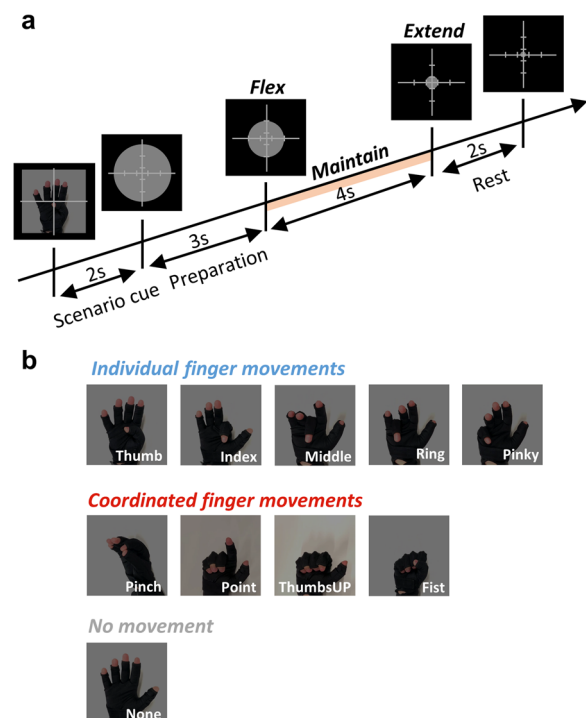 a
Flex
Extend
Maintain
2s
3s
4s
2s
Scenario cue
Preparation
Rest
b
Individual finger movements
Thumb
Index
Middle
Ring
Pinky
Coordinated finger movements
Pinch
Point
ThumbsUP
Fist
No movement
None